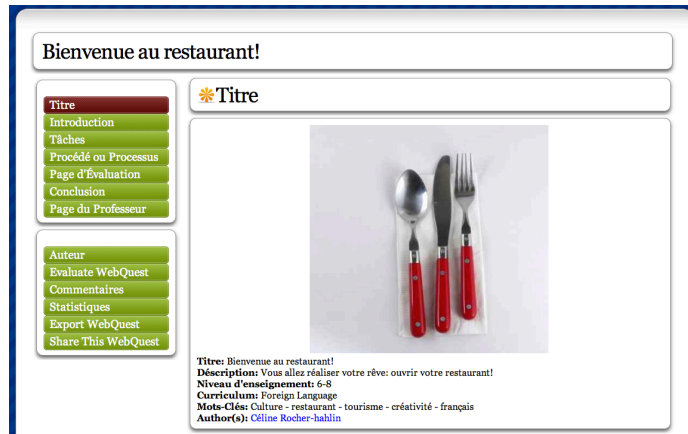 Bienvenue au restaurant!
Titre
Introduction
Tâches
Procédé ou Processus
Page d'Évaluation
Conclusion
Page du Professeur
Auteur
Evaluate WebQuest
Commentaires
Statistiques
Export WebQuest
Share This WebQuest
Titre
Titre: Bienvenue au restaurant!
Déscription: Vous allez réaliser votre rêve: ouvrir votre restaurant!
Niveau d'enseignement: 6-8
Curriculum: Foreign Language
Mots-Clés: Culture - restaurant - tourisme - créativité - français
Author(s): Céline Rocher-hahlin